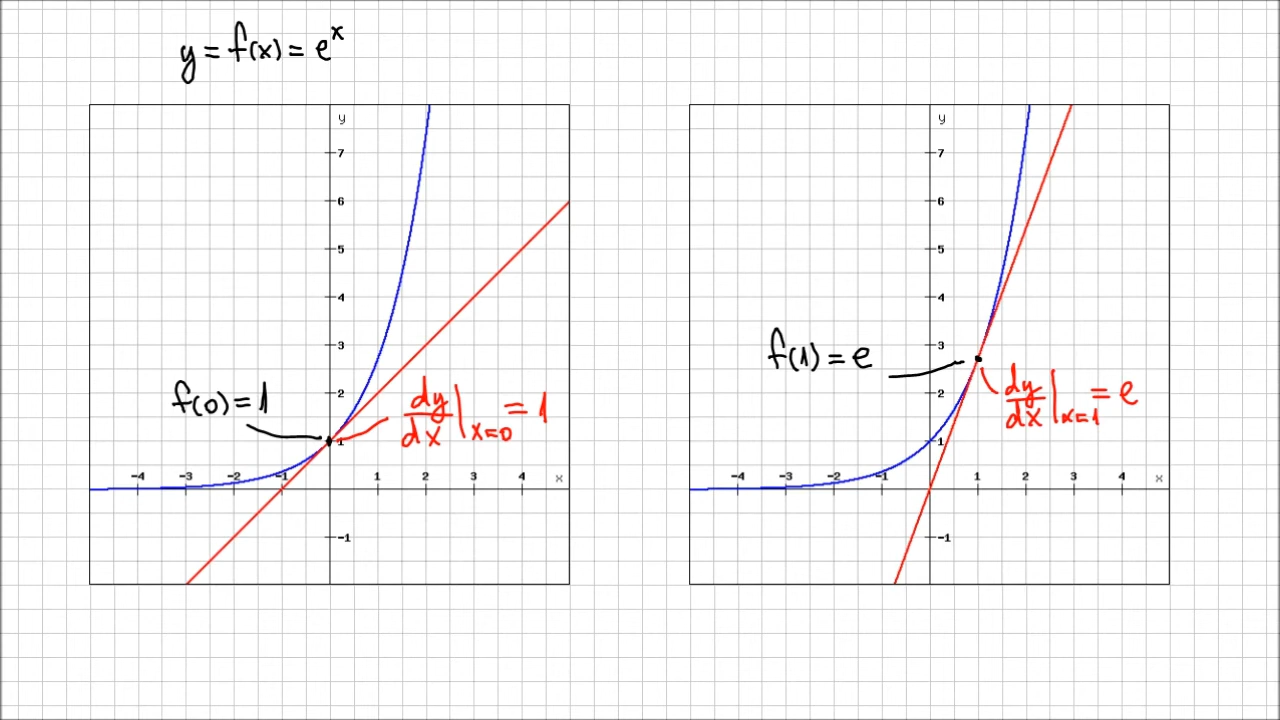 y = f(x) = e^x
y
7
6
5
4
3
2
1
-1
-4 -3 -2 -1 1 2 3 4 x
f(0) = 1
dy/dx|x=0 = 1
y
7
6
5
4
3
2
1
-1
-4 -3 -2 -1 1 2 3 4 x
f(1) = e
dy/dx|x=1 = e